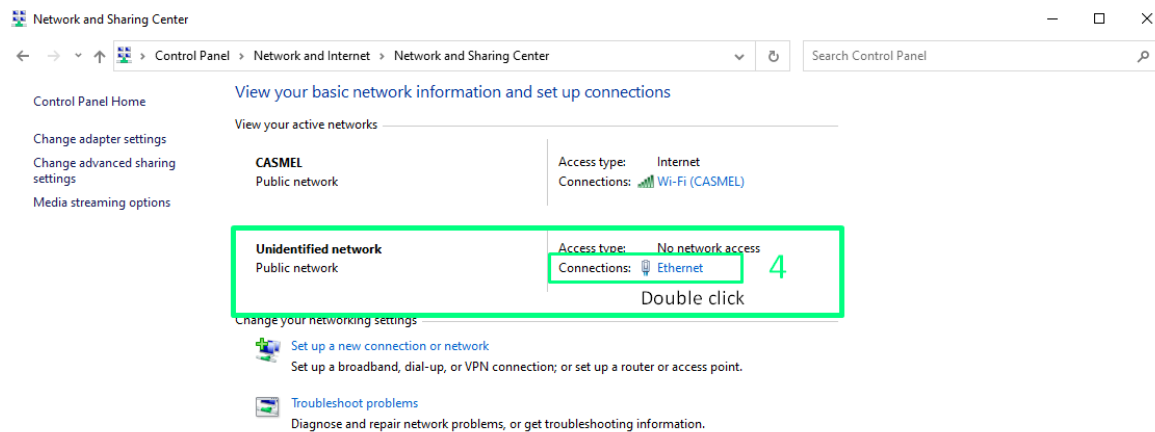 Network and Sharing Center
Control Panel > Network and Internet > Network and Sharing Center
Search Control Panel
Control Panel Home
Change adapter settings
Change advanced sharing
settings
Media streaming options
View your basic network information and set up connections
View your active networks
CASMEL
Public network
Access type: Internet
Connections: Wi-Fi (CASMEL)
Unidentified network
Public network
Access type: No network access
Connections: Ethernet
4
Double click
Change your networking settings
Set up a new connection or network
Set up a broadband, dial-up, or VPN connection; or set up a router or access point.
Troubleshoot problems
Diagnose and repair network problems, or get troubleshooting information.